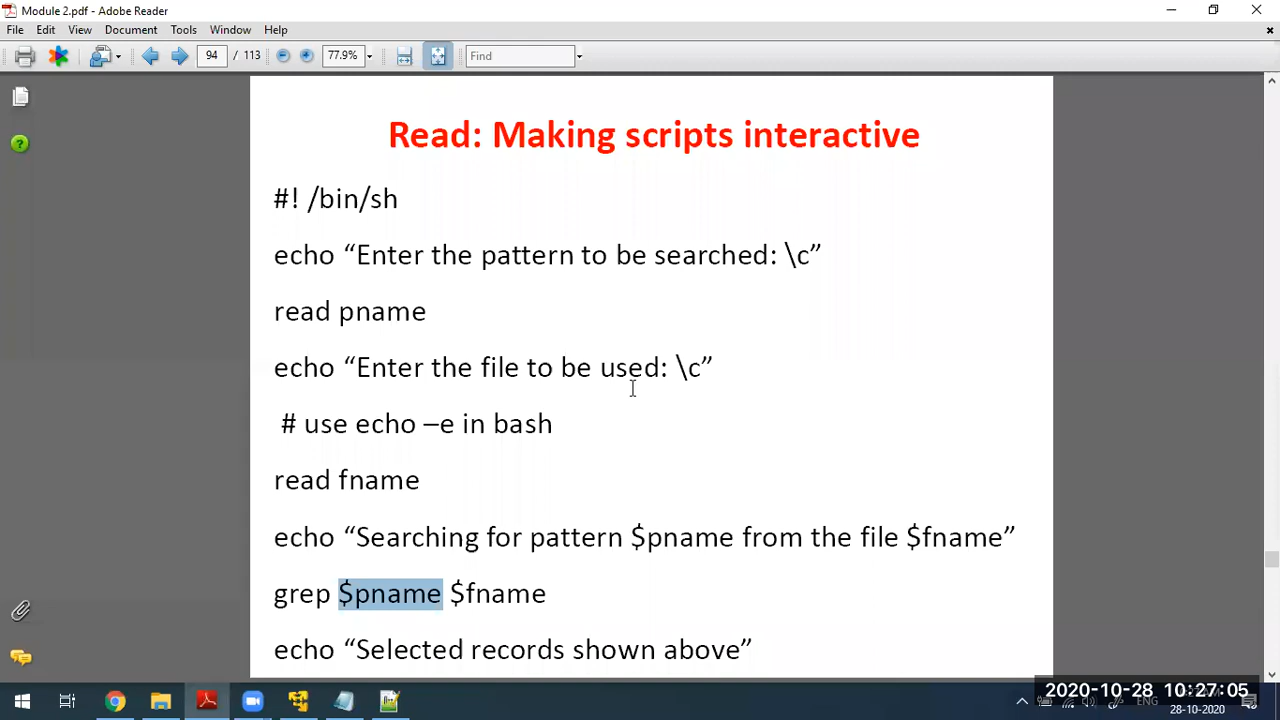 Module 2.pdf - Adobe Reader
File Edit View Document Tools Window Help
94 / 113 77.9% Find
Read: Making scripts interactive
#! /bin/sh
echo “Enter the pattern to be searched: \c”
read pname
echo “Enter the file to be used: \c”
# use echo –e in bash
read fname
echo “Searching for pattern $pname from the file $fname”
grep $pname $fname
echo “Selected records shown above”
2020-10-28 10:27:05
ENG
28-10-2020